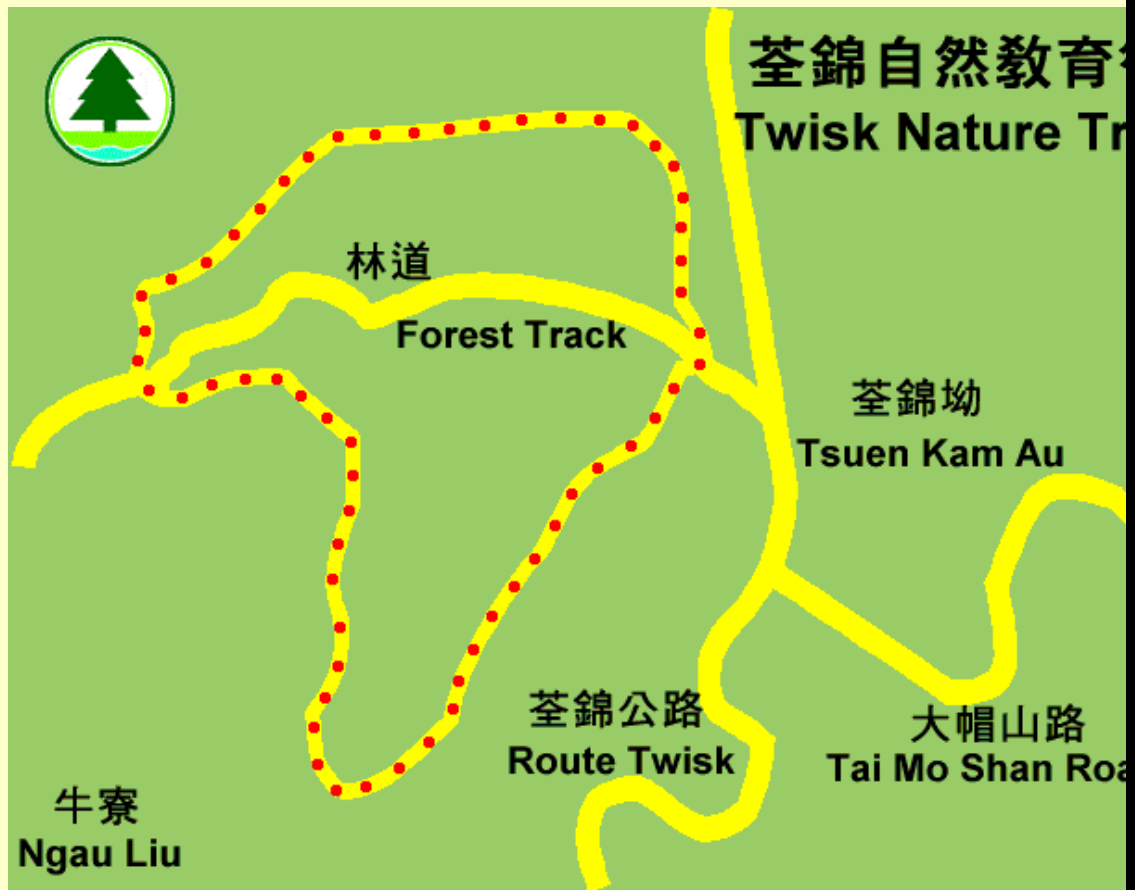 荃錦自然教育
Twisk Nature Tr
林道
Forest Track
荃錦坳
Tsuen Kam Au
荃錦公路
Route Twisk
大帽山路
Tai Mo Shan Roa
牛寮
Ngau Liu